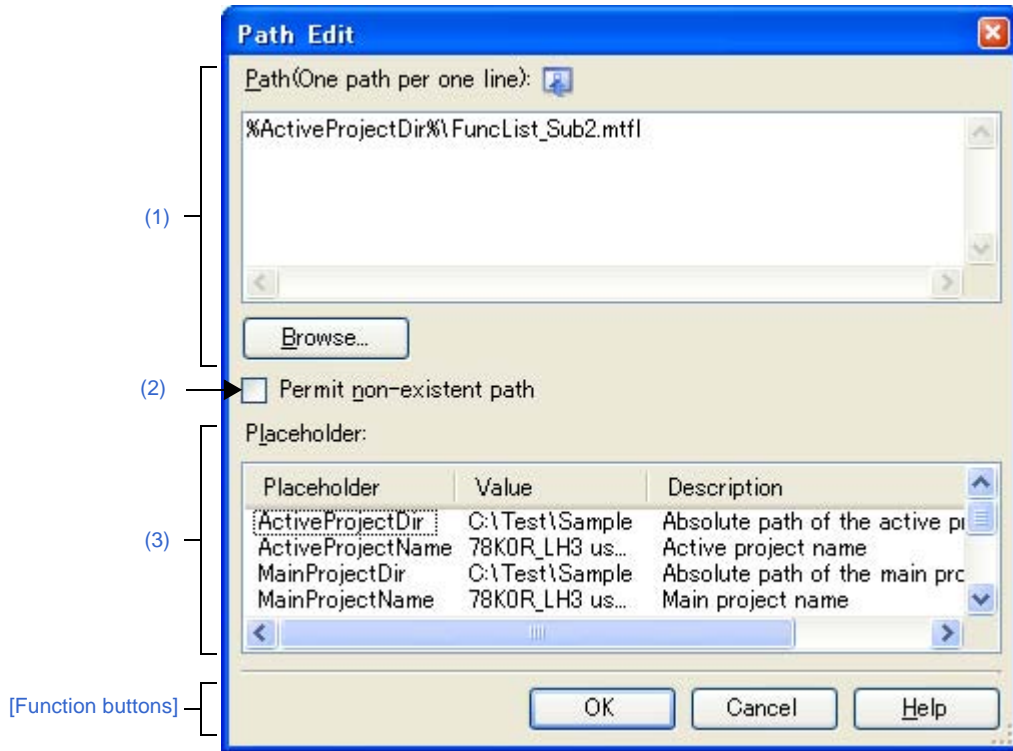 Path Edit
Path(One path per one line):
%ActiveProjectDir%\FuncList_Sub2.mtfl
(1)
Browse...
(2)
Permit non-existent path
Placeholder:
Placeholder Value Description
(3)
ActiveProjectDir C:\Test\Sample Absolute path of the active pr
ActiveProjectName 78K0R_LH3 us... Active project name
MainProjectDir C:\Test\Sample Absolute path of the main proj
MainProjectName 78K0R_LH3 us... Main project name
[Function buttons]
OK Cancel Help